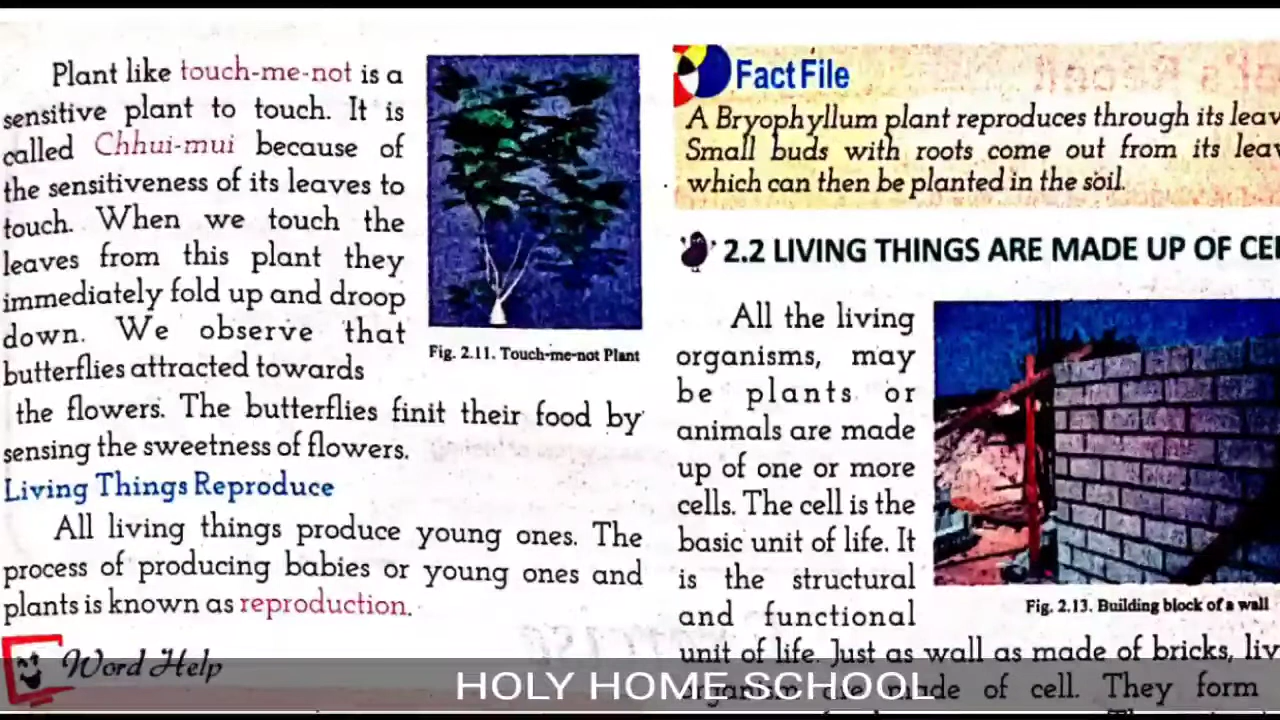 Plant like touch-me-not is a
sensitive plant to touch. It is
called Chhui-mui because of
the sensitiveness of its leaves to
touch. When we touch the
leaves from this plant they
immediately fold up and droop
down. We observe that
butterflies attracted towards
the flowers. The butterflies finit their food by
sensing the sweetness of flowers.
Fig. 2.11. Touch-me-not Plant
Living Things Reproduce
All living things produce young ones. The
process of producing babies or young ones and
plants is known as reproduction.
Word Help
FactFile
A Bryophyllum plant reproduces through its leav
Small buds with roots come out from its leav
which can then be planted in the soil.
2.2 LIVING THINGS ARE MADE UP OF CEL
All the living
organisms, may
be plants or
animals are made
up of one or more
cells. The cell is the
basic unit of life. It
is the structural
and functional
Fig. 2.13. Building block of a wall
unit of life. Just as wall as made of bricks, liv
organism are made of cell. They form
HOLY HOME SCHOOL